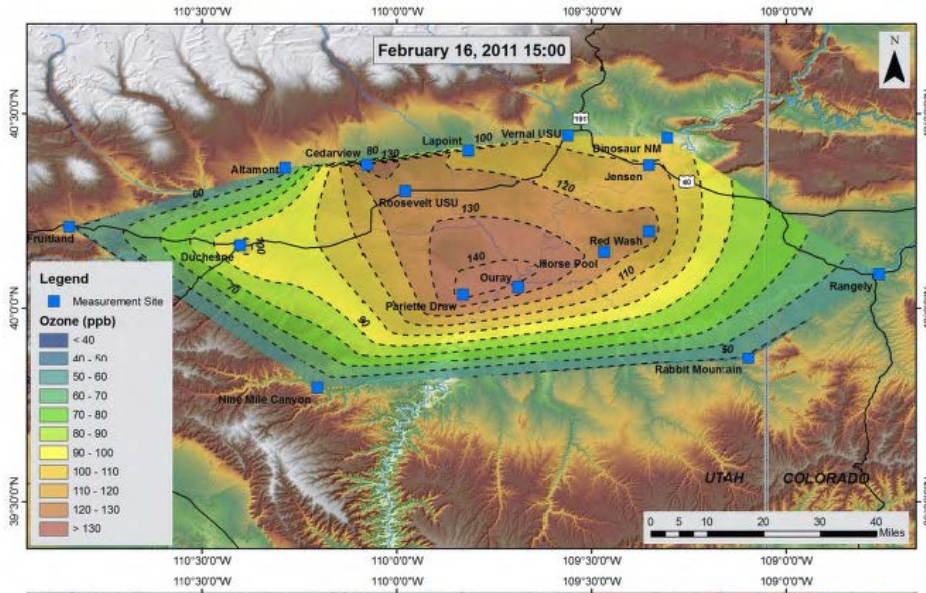 110°30'0"W 110°0'0"W 109°30'0"W 109°0'0"W
February 16, 2011 15:00
N
40°30'0"N
191
Vernal USU
100
Lapoint
Dinosaur NM
80
Cedarview
130
Altamont
Jensen
40
60
120
Roosevelt USU
130
Fruitland
Red Wash
100
Duchesne
Horse Pool
140
110
Ouray
Rangely
70
Pariette Draw
40°0'0"N
90
50
Rabbit Mountain
Nine Mile Canyon
Legend
Measurement Site
Ozone (ppb)
< 40
40 - 50
50 - 60
60 - 70
70 - 80
80 - 90
90 - 100
100 - 110
110 - 120
120 - 130
> 130
UTAH COLORADO
39°30'0"N
0 5 10 20 30 40
Miles
110°30'0"W 110°0'0"W 109°30'0"W 109°0'0"W